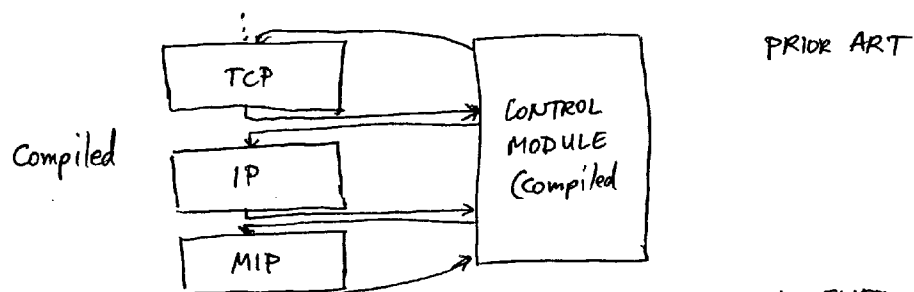 PRIOR ART
TCP
CONTROL
MODULE
(Compiled
Compiled
IP
MIP